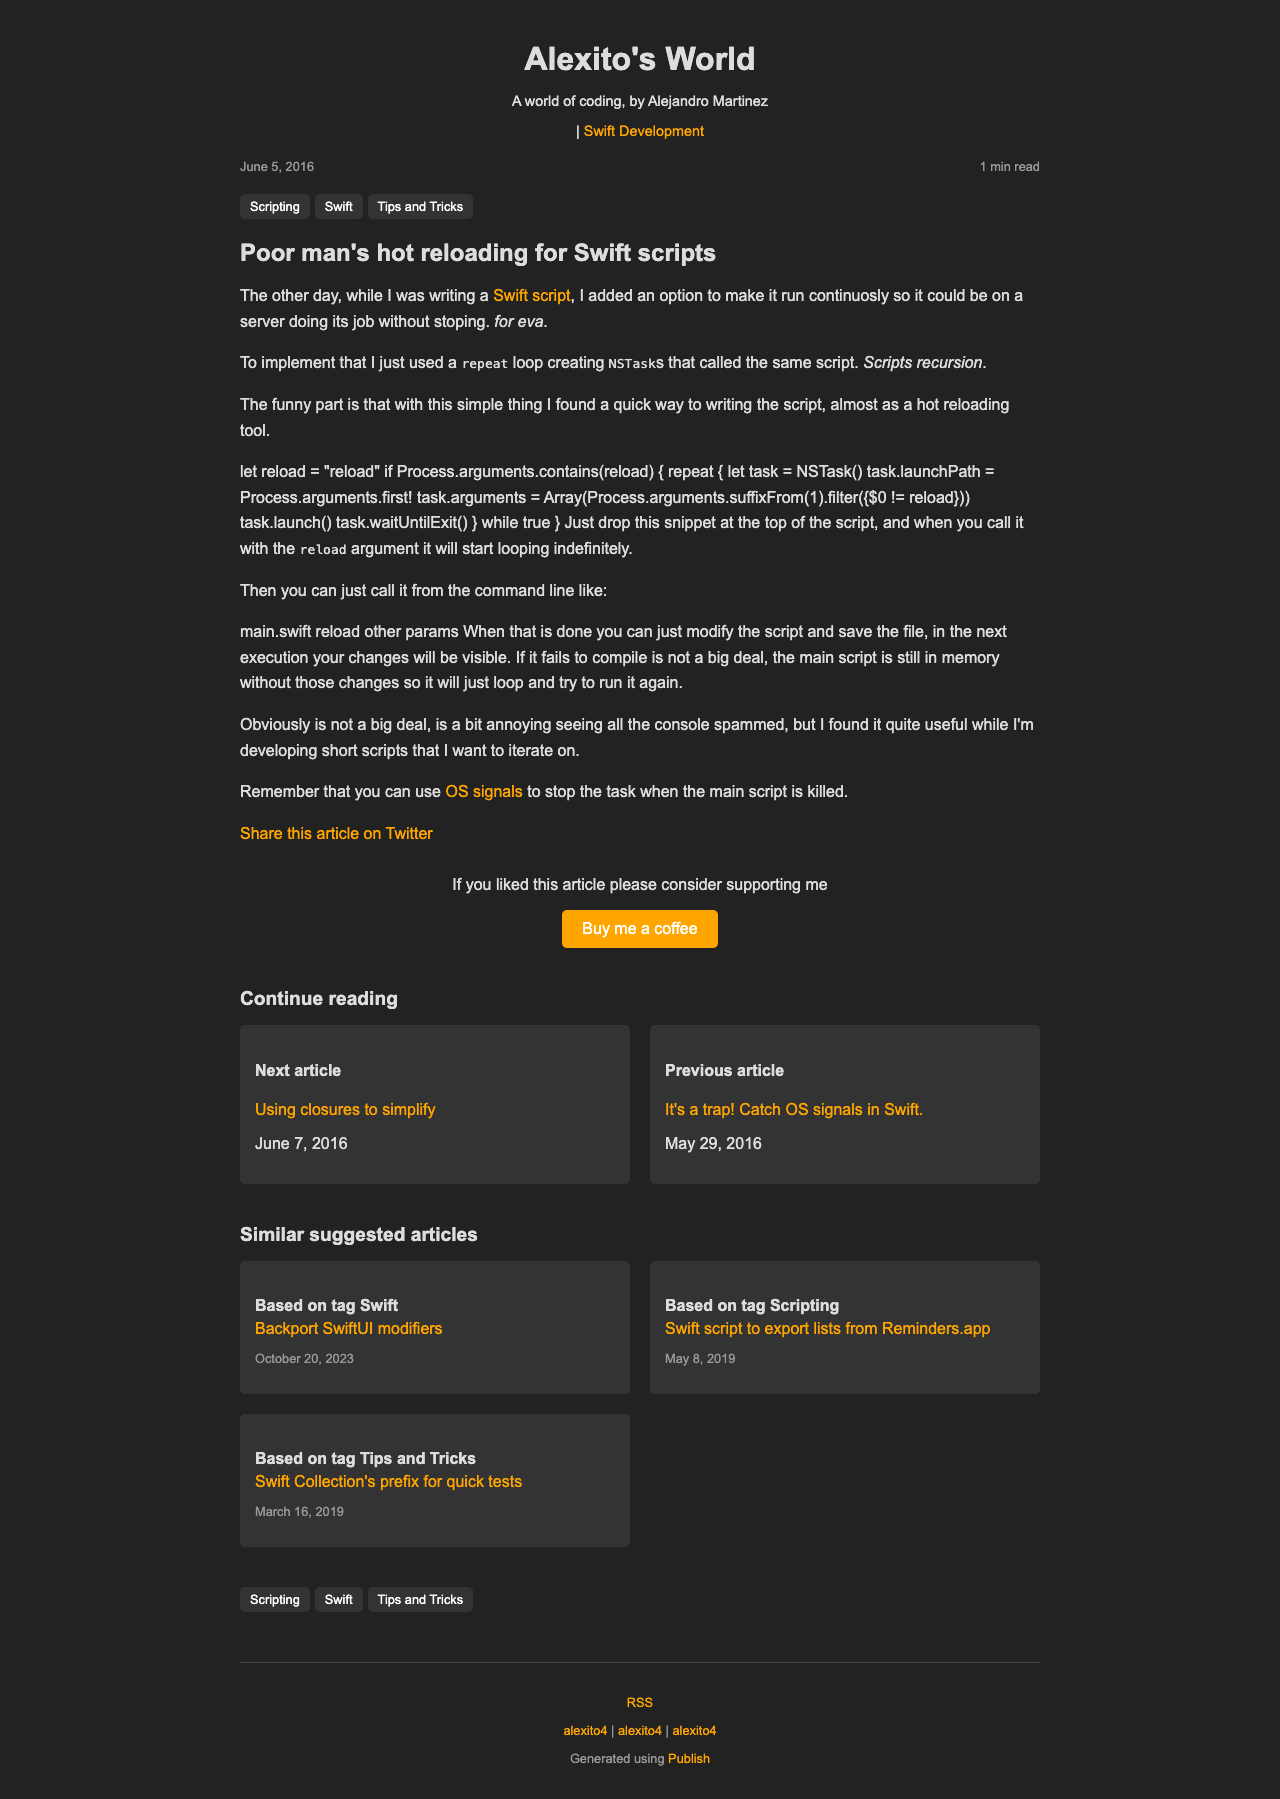 Alexito's World
A world of coding, by Alejandro Martinez
| Swift Development
June 5, 2016
1 min read
Scripting Swift Tips and Tricks
Poor man's hot reloading for Swift scripts
The other day, while I was writing a Swift script, I added an option to make it run continuosly so it could be on a
server doing its job without stoping. for eva.
To implement that I just used a repeat loop creating NSTasks that called the same script. Scripts recursion.
The funny part is that with this simple thing I found a quick way to writing the script, almost as a hot reloading
tool.
let reload = "reload" if Process.arguments.contains(reload) { repeat { let task = NSTask() task.launchPath =
Process.arguments.first! task.arguments = Array(Process.arguments.suffixFrom(1).filter({$0 != reload}))
task.launch() task.waitUntilExit() } while true } Just drop this snippet at the top of the script, and when you call it
with the reload argument it will start looping indefinitely.
Then you can just call it from the command line like:
main.swift reload other params When that is done you can just modify the script and save the file, in the next
execution your changes will be visible. If it fails to compile is not a big deal, the main script is still in memory
without those changes so it will just loop and try to run it again.
Obviously is not a big deal, is a bit annoying seeing all the console spammed, but I found it quite useful while I'm
developing short scripts that I want to iterate on.
Remember that you can use OS signals to stop the task when the main script is killed.
Share this article on Twitter
If you liked this article please consider supporting me
Buy me a coffee
Continue reading
Next article
Using closures to simplify
June 7, 2016
Previous article
It's a trap! Catch OS signals in Swift.
May 29, 2016
Similar suggested articles
Based on tag Swift
Backport SwiftUI modifiers
October 20, 2023
Based on tag Scripting
Swift script to export lists from Reminders.app
May 8, 2019
Based on tag Tips and Tricks
Swift Collection's prefix for quick tests
March 16, 2019
Scripting Swift Tips and Tricks
RSS
alexito4 | alexito4 | alexito4
Generated using Publish